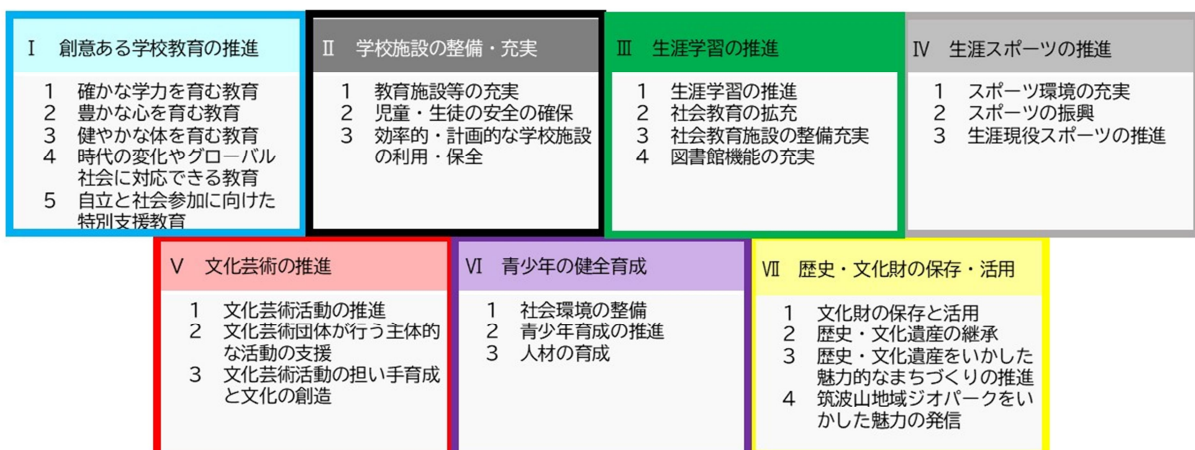 Ⅰ 創意ある学校教育の推進
1 確かな学力を育む教育
2 豊かな心を育む教育
3 健やかな体を育む教育
4 時代の変化やグローバル
社会に対応できる教育
5 自立と社会参加に向けた
特別支援教育
Ⅱ 学校施設の整備・充実
1 教育施設等の充実
2 児童・生徒の安全の確保
3 効率的・計画的な学校施設
の利用・保全
Ⅲ 生涯学習の推進
1 生涯学習の推進
2 社会教育の拡充
3 社会教育施設の整備充実
4 図書館機能の充実
Ⅳ 生涯スポーツの推進
1 スポーツ環境の充実
2 スポーツの振興
3 生涯現役スポーツの推進
Ⅴ 文化芸術の推進
1 文化芸術活動の推進
2 文化芸術団体が行う主体的
な活動の支援
3 文化芸術活動の担い手育成
と文化の創造
Ⅵ 青少年の健全育成
1 社会環境の整備
2 青少年育成の推進
3 人材の育成
Ⅶ 歴史・文化財の保存・活用
1 文化財の保存と活用
2 歴史・文化遺産の継承
3 歴史・文化遺産をいかした
魅力的なまちづくりの推進
4 筑波山地域ジオパークをい
かした魅力の発信